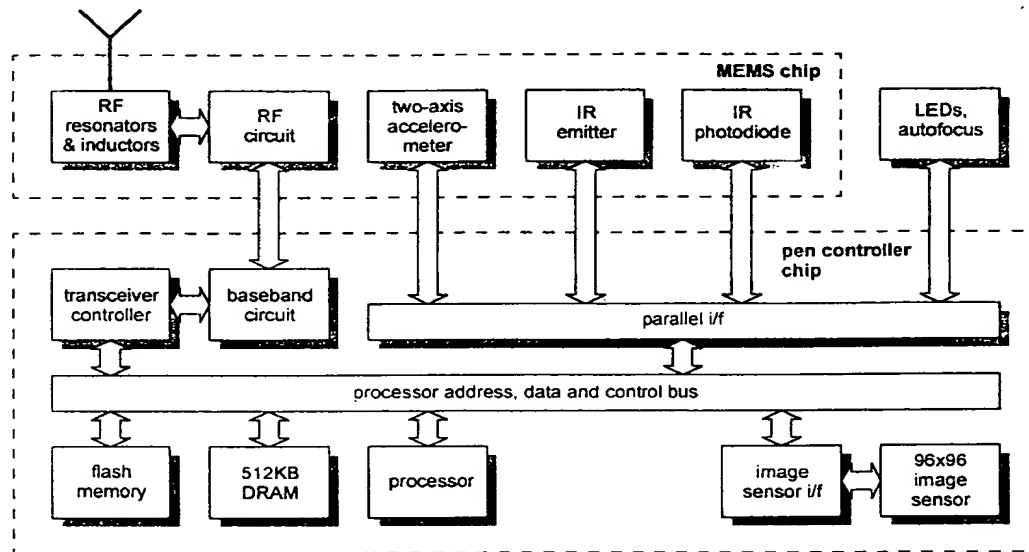 MEMS chip
RF
resonators
& inductors
RF
circuit
two-axis
accelero-
meter
IR
emitter
IR
photodiode
LEDs,
autofocus
pen controller
chip
transceiver
controller
baseband
circuit
parallel i/f
processor address, data and control bus
flash
memory
512KB
DRAM
processor
image
sensor i/f
96x96
image
sensor